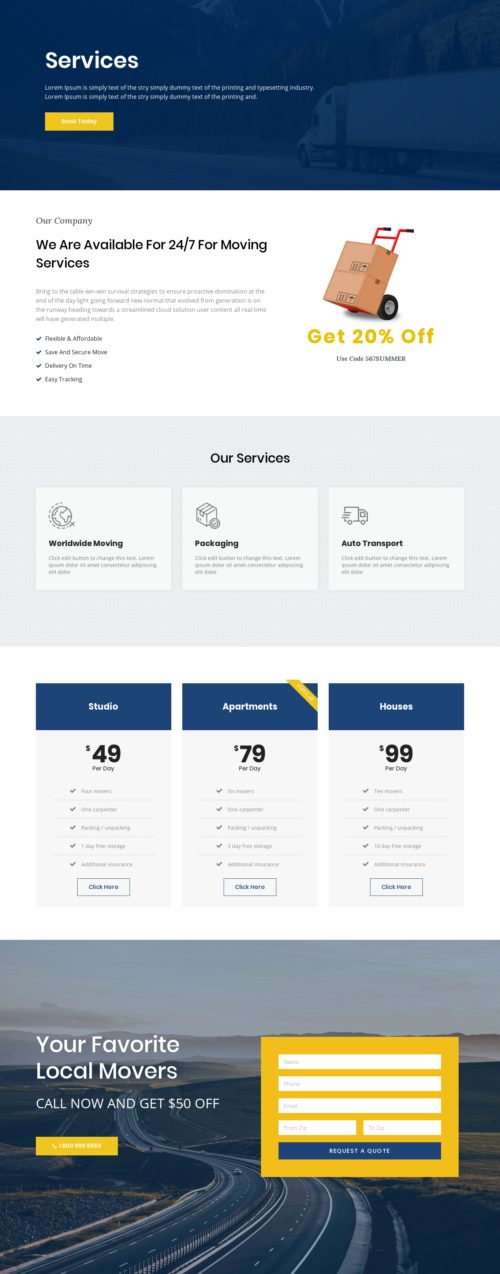 Services
Lorem Ipsum is simply text of the stry simply dummy text of the printing and typesetting industry.
Lorem Ipsum is simply text of the stry simply dummy text of the printing and.
Book Today
Our Company
We Are Available For 24/7 For Moving
Services
Bring to the table win-win survival strategies to ensure proactive domination at the
end of the day light going forward new normal that evolved from generation is on
the runway heading towards a streamlined cloud solution user content all real-time
will have generated multiple.
Flexible & Affordable
Save And Secure Move
Delivery On Time
Easy Tracking
Get 20% Off
Use Code 567SUMMER
Our Services
Worldwide Moving
Click edit button to change this text. Lorem
ipsum dolor sit amet consectetur adipiscing
elit dolor
Packaging
Click edit button to change this text. Lorem
ipsum dolor sit amet consectetur adipiscing
elit dolor
Auto Transport
Click edit button to change this text. Lorem
ipsum dolor sit amet consectetur adipiscing
elit dolor
Studio
$49
Per Day
Four movers
One carpenter
Packing / unpacking
1 day free storage
Additional insurance
Click Here
Apartments
$79
Per Day
Six movers
One carpenter
Packing / unpacking
3 day free storage
Additional insurance
Click Here
Houses
$99
Per Day
Ten movers
One carpenter
Packing / unpacking
10 day free storage
Additional insurance
Click Here
Your Favorite
Local Movers
CALL NOW AND GET $50 OFF
1 800 555 5555
Name
Phone
Email
From Zip
To Zip
REQUEST A QUOTE